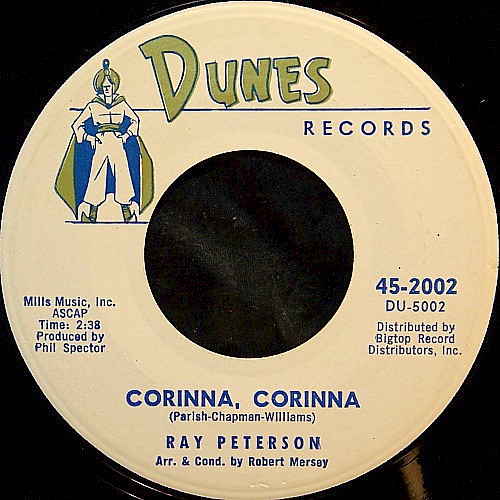 DUNES
RECORDS
45-2002
DU-5002
Mills Music, Inc.
ASCAP
Time: 2:38
Produced by
Phil Spector
Distributed by
Bigtop Record
Distributors, Inc.
CORINNA, CORINNA
(Parish-Chapman-Williams)
RAY PETERSON
Arr. & Cond. by Robert Mersey